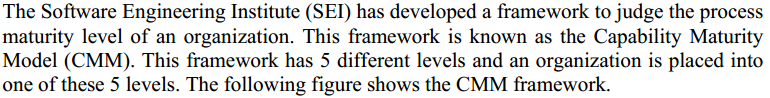 The Software Engineering Institute (SEI) has developed a framework to judge the process
maturity level of an organization. This framework is known as the Capability Maturity
Model (CMM). This framework has 5 different levels and an organization is placed into
one of these 5 levels. The following figure shows the CMM framework.